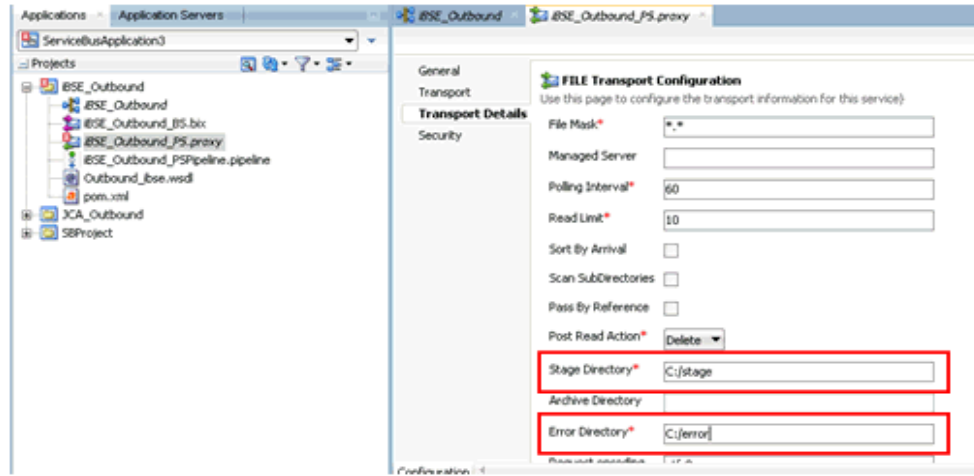 Applications
Application Servers
ServiceBusApplication3
Projects
iBSE_Outbound
iBSE_Outbound
iBSE_Outbound_BS.bix
iBSE_Outbound_PS.proxy
iBSE_Outbound_PSPipeline.pipeline
Outbound_ibse.wsdl
pom.xml
JCA_Outbound
SBProject
iBSE_Outbound
iBSE_Outbound_PS.proxy
General
Transport
Transport Details
Security
FILE Transport Configuration
Use this page to configure the transport information for this service}
File Mask* *.*
Managed Server
Polling Interval* 60
Read Limit* 10
Sort By Arrival
Scan SubDirectories
Pass By Reference
Post Read Action* Delete
Stage Directory* C:/stage
Archive Directory
Error Directory* C:/error
Request encoding
Configuration